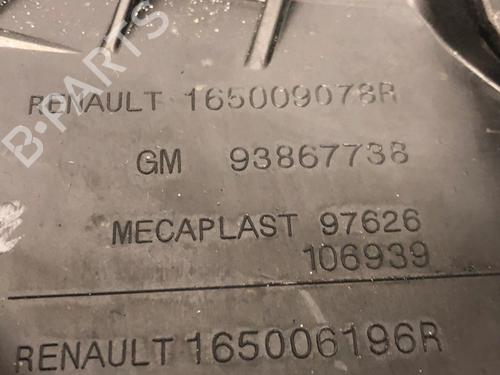 B-PARTS
RENAULT 165009078R
GM 93867738
MECAPLAST 97626
106939
RENAULT 165006196R